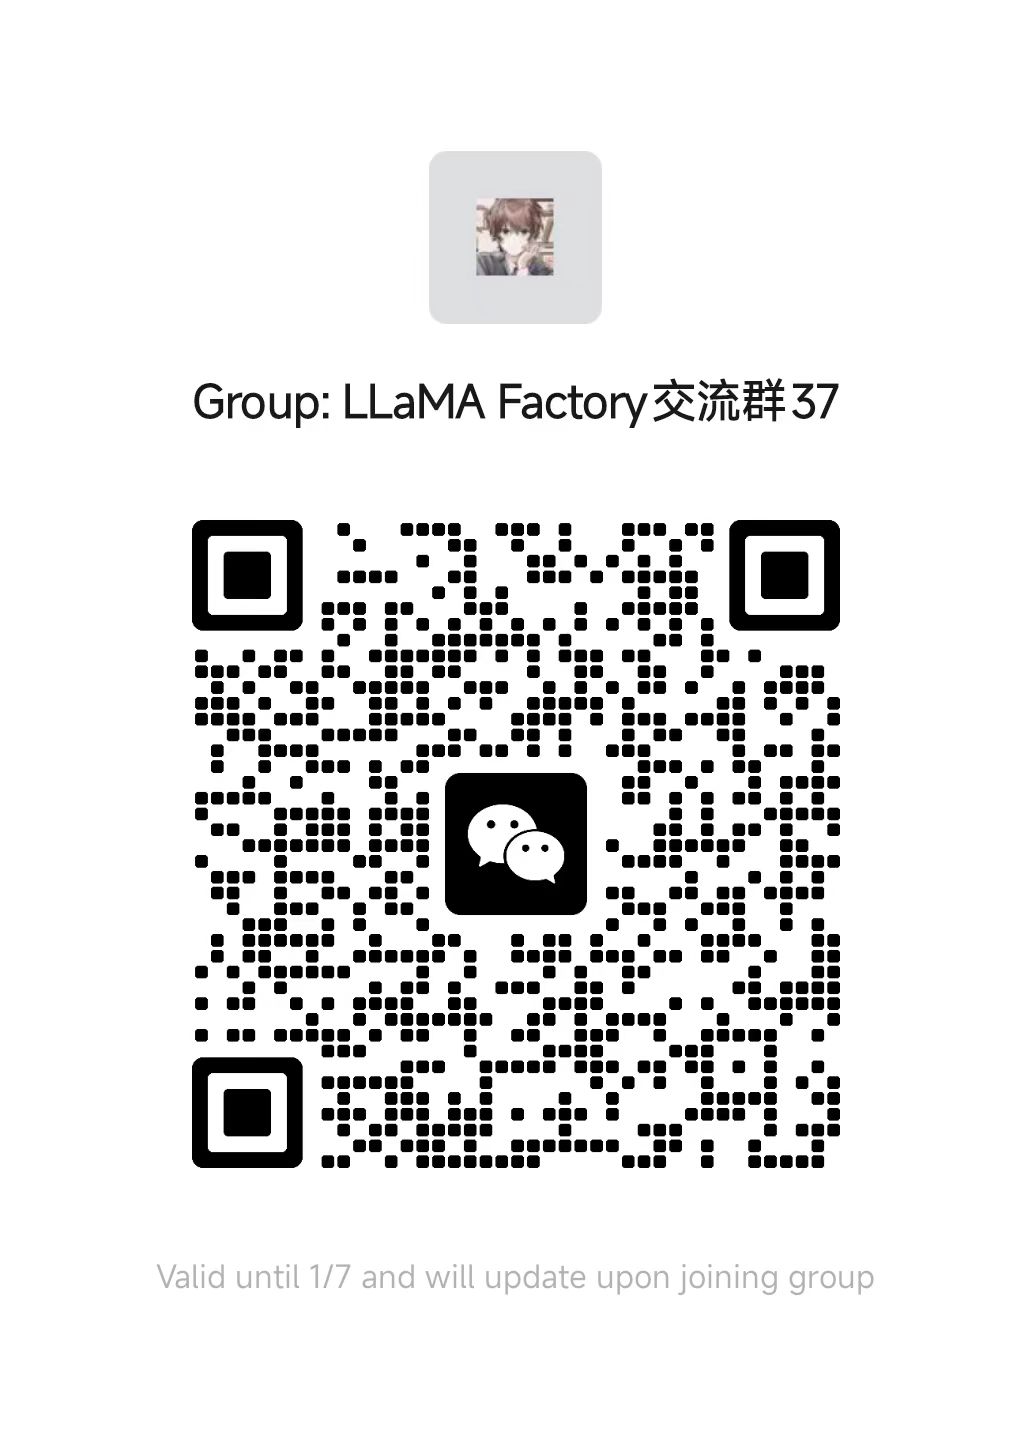 Group: LLaMA Factory交流群37
Valid until 1/7 and will update upon joining group